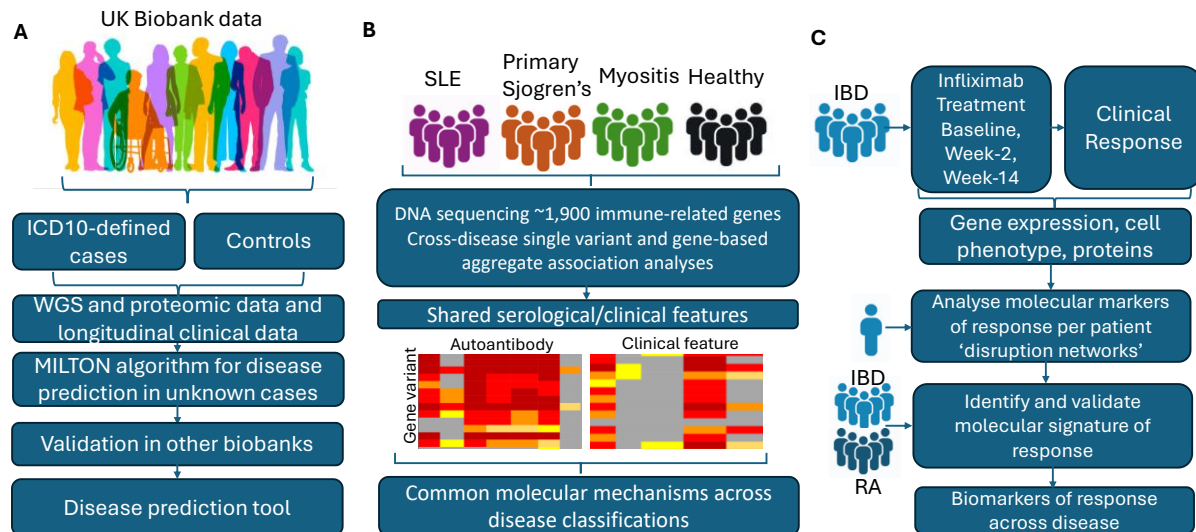 A
UK Biobank data
ICD10-defined
cases
Controls
WGS and proteomic data and
longitudinal clinical data
MILTON algorithm for disease
prediction in unknown cases
Validation in other biobanks
Disease prediction tool
B
SLE
Primary
Sjogren's
Myositis
Healthy
DNA sequencing ~1,900 immune-related genes
Cross-disease single variant and gene-based
aggregate association analyses
Shared serological/clinical features
Autoantibody
Clinical feature
Gene variant
Common molecular mechanisms across
disease classifications
C
IBD
Infliximab
Treatment
Baseline,
Week-2,
Week-14
Clinical
Response
Gene expression, cell
phenotype, proteins
Analyse molecular markers
of response per patient
'disruption networks'
IBD
RA
Identify and validate
molecular signature of
response
Biomarkers of response
across disease